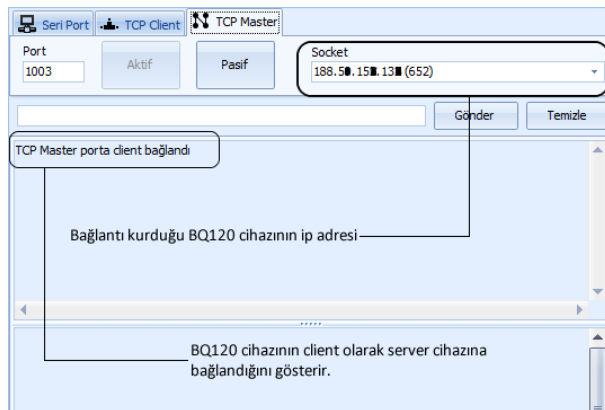 Seri Port TCP Client TCP Master
Port
1003
Aktif
Pasif
Socket
(652)
Gönder
Temizle
TCP Master porta client bağlandı
Bağlantı kurduğu BQ120 cihazının ip adresi
BQ120 cihazının client olarak server cihazına
bağlandığını gösterir.